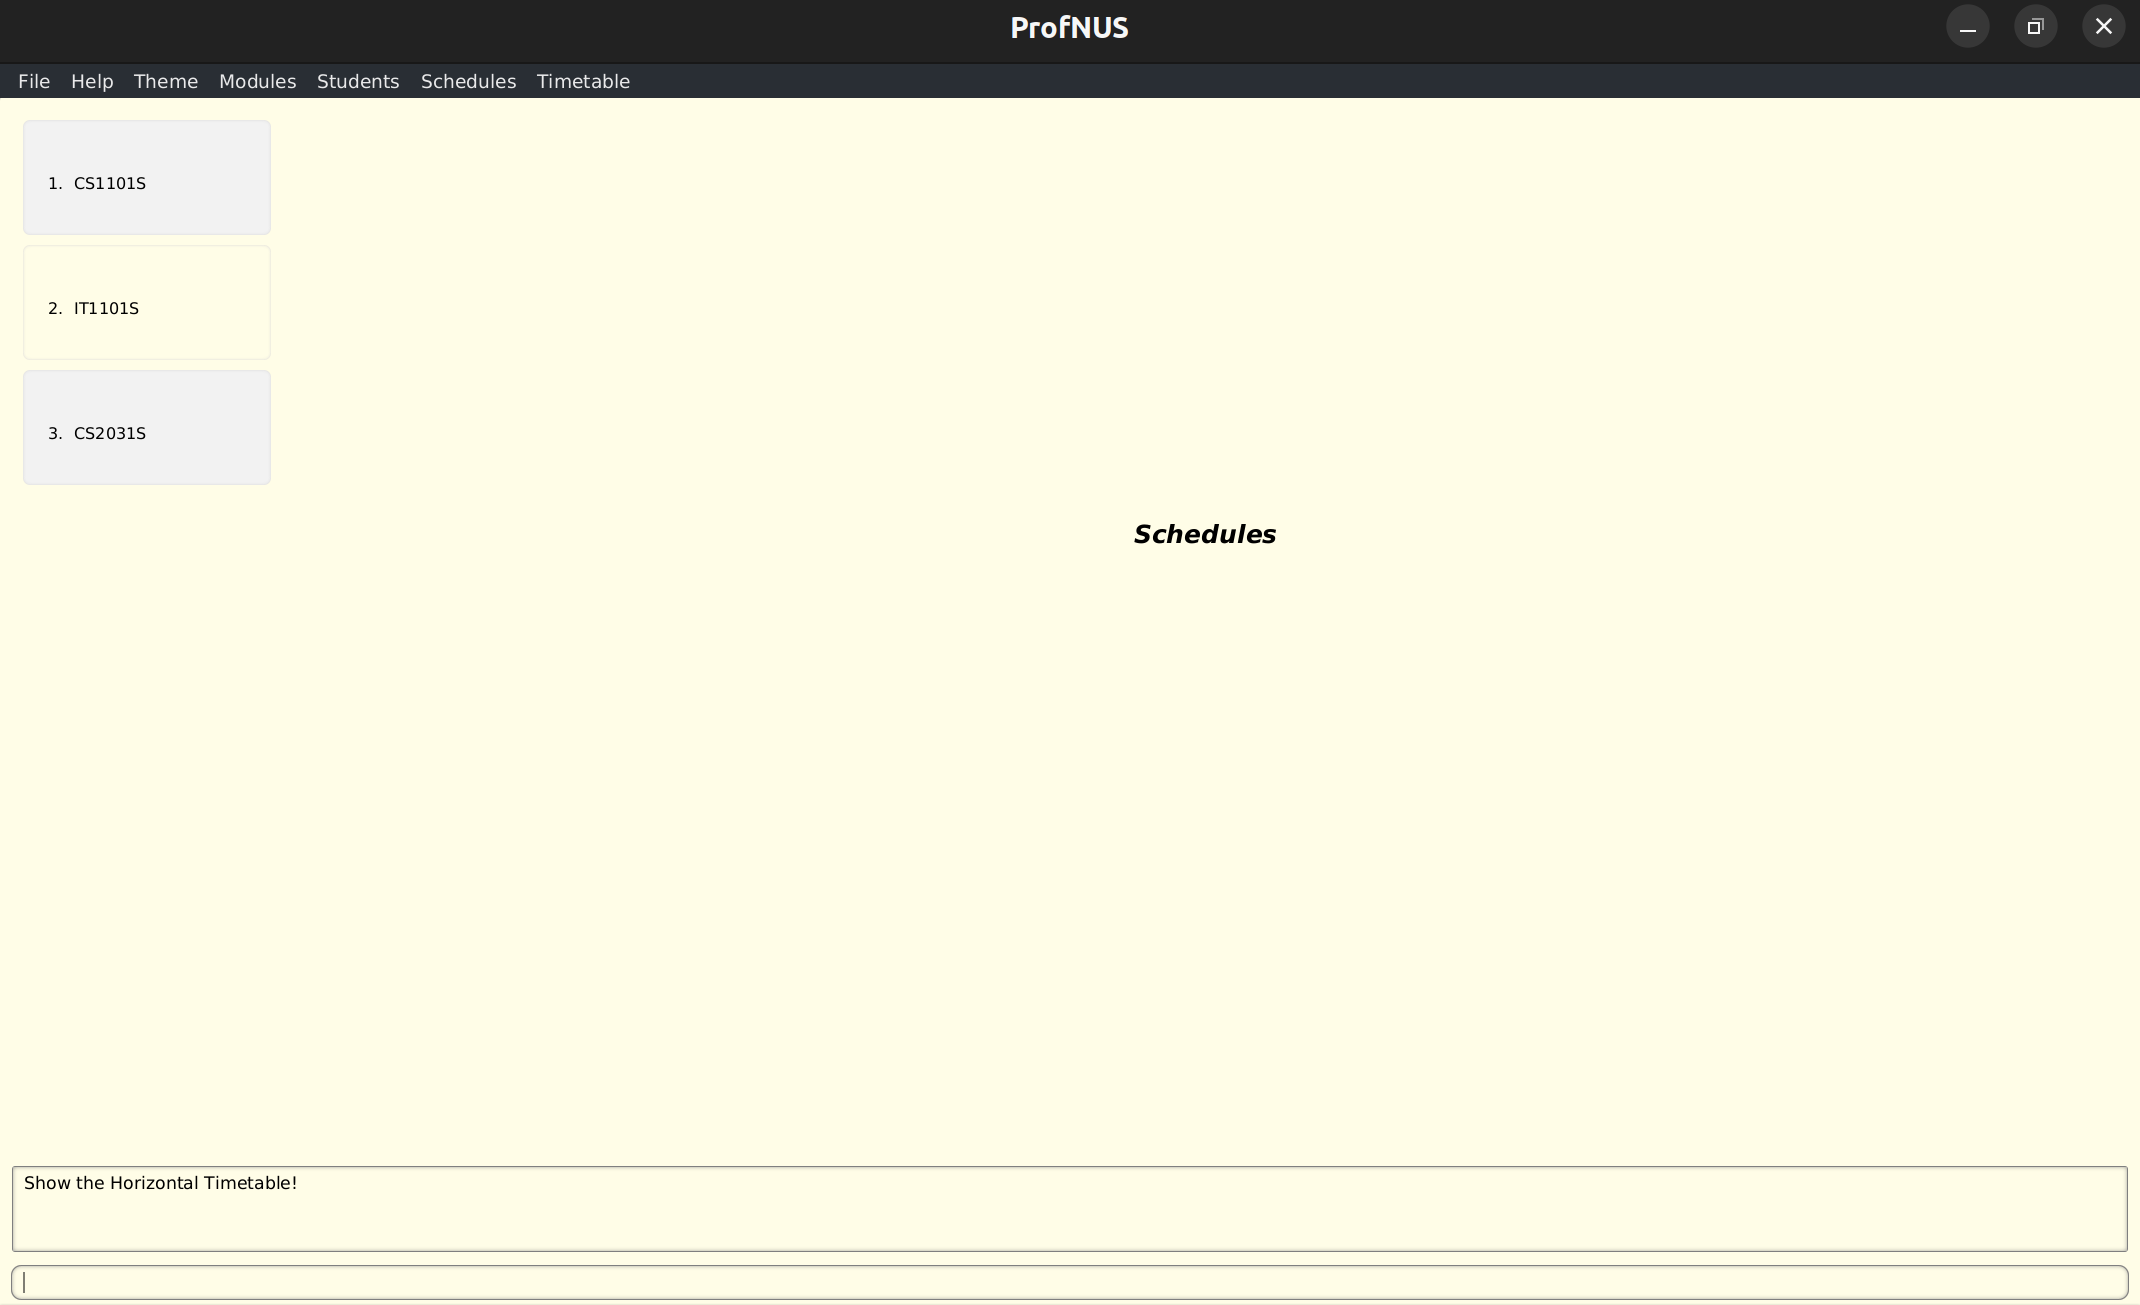 ProfNUS
File Help Theme Modules Students Schedules Timetable
1. CS1101S
2. IT1101S
3. CS2031S
Schedules
Show the Horizontal Timetable!